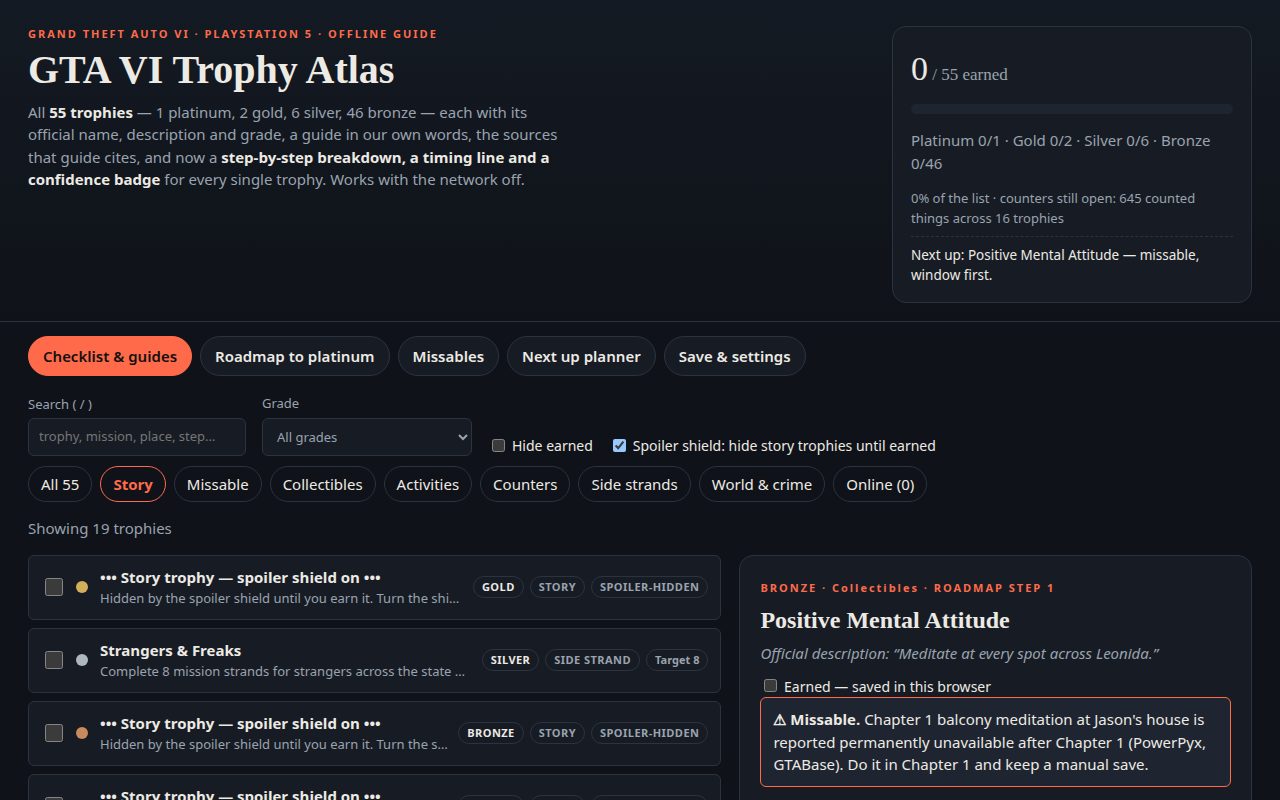 GRAND THEFT AUTO VI · PLAYSTATION 5 · OFFLINE GUIDE
GTA VI Trophy Atlas
All 55 trophies — 1 platinum, 2 gold, 6 silver, 46 bronze — each with its
official name, description and grade, a guide in our own words, the sources
that guide cites, and now a step-by-step breakdown, a timing line and a
confidence badge for every single trophy. Works with the network off.
0 / 55 earned
Platinum 0/1 · Gold 0/2 · Silver 0/6 · Bronze
0/46
0% of the list · counters still open: 645 counted
things across 16 trophies
Next up: Positive Mental Attitude — missable,
window first.
Checklist & guides
Roadmap to platinum
Missables
Next up planner
Save & settings
Search ( / )
trophy, mission, place, step...
Grade
All grades
Hide earned
Spoiler shield: hide story trophies until earned
All 55
Story
Missable
Collectibles
Activities
Counters
Side strands
World & crime
Online (0)
Showing 19 trophies
••• Story trophy — spoiler shield on •••
Hidden by the spoiler shield until you earn it. Turn the shi...
GOLD
STORY
SPOILER-HIDDEN
Strangers & Freaks
Complete 8 mission strands for strangers across the state ...
SILVER
SIDE STRAND
Target 8
••• Story trophy — spoiler shield on •••
Hidden by the spoiler shield until you earn it. Turn the s...
BRONZE
STORY
SPOILER-HIDDEN
••• Story trophy — spoiler shield on •••
BRONZE · Collectibles · ROADMAP STEP 1
Positive Mental Attitude
Official description: “Meditate at every spot across Leonida.”
Earned — saved in this browser
⚠ Missable. Chapter 1 balcony meditation at Jason's house is
reported permanently unavailable after Chapter 1 (PowerPyx,
GTABase). Do it in Chapter 1 and keep a manual save.